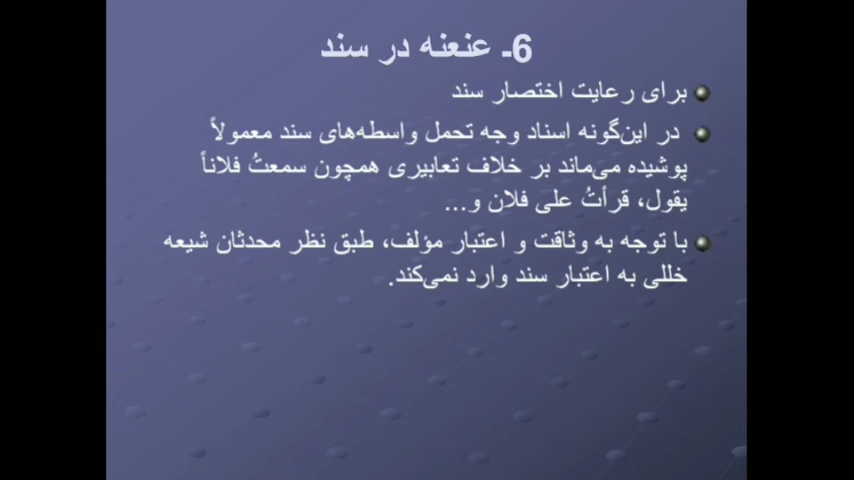 6- عنعنه در سند
برای رعایت اختصار سند
در این‌گونه اسناد وجه تحمل واسطه‌های سند معمولاً
پوشیده می‌ماند بر خلاف تعابیری همچون سمعتُ فلاناً
یقول، قرأتُ علی فلان و...
با توجه به وثاقت و اعتبار مؤلف، طبق نظر محدثان شیعه
خللی به اعتبار سند وارد نمی‌کند.